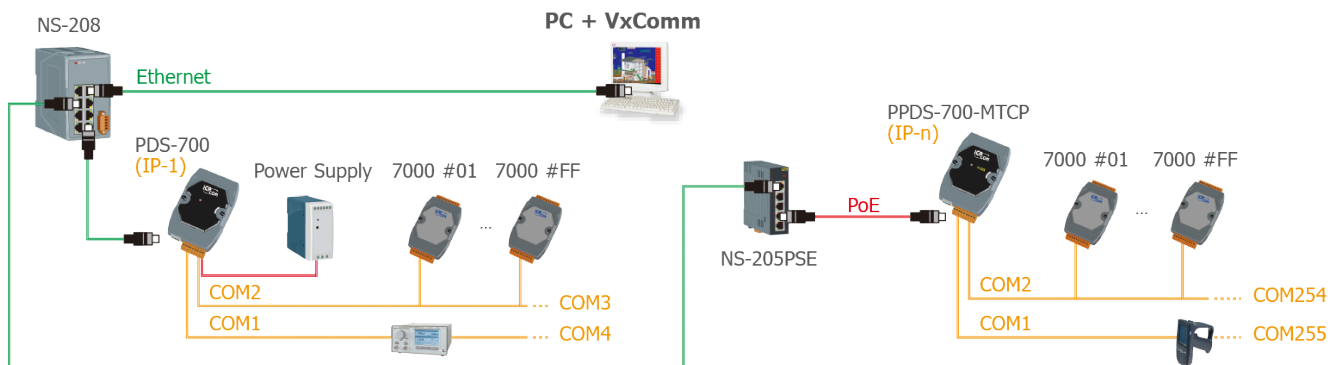 NS-208
PC + VxComm
Ethernet
PDS-700
(IP-1)
Power Supply
7000 #01
7000 #FF
...
COM2
COM3
COM1
COM4
PPDS-700-MTCP
(IP-n)
7000 #01
7000 #FF
...
PoE
NS-205PSE
COM2
COM254
COM1
COM255